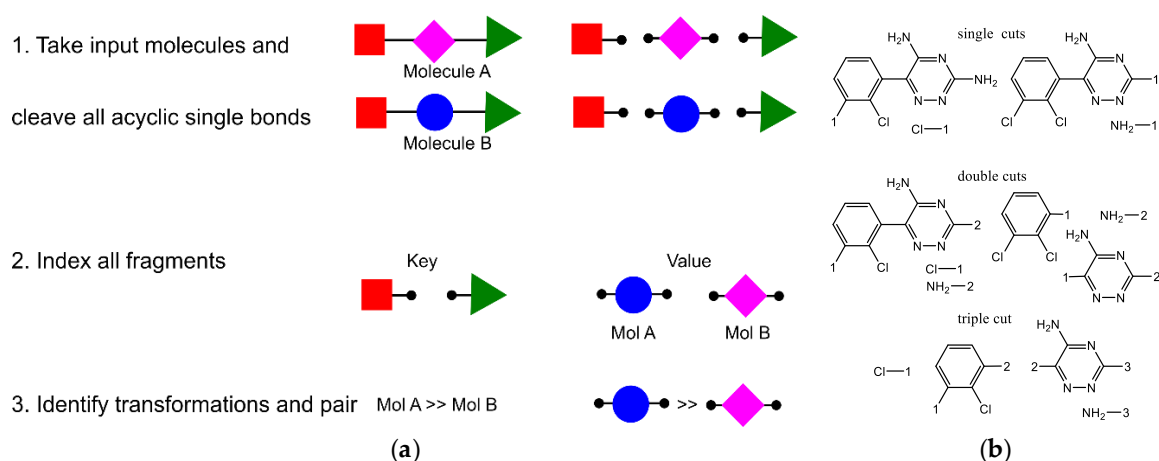 1. Take input molecules and
cleave all acyclic single bonds
Molecule A
Molecule B
2. Index all fragments
Key
Value
Mol A
Mol B
3. Identify transformations and pair
Mol A >> Mol B
>>
(a)
single cuts
H₂N
N
NH₂
N
N
1
Cl
Cl—1
H₂N
N
1
N
N
Cl
Cl
NH₂—1
double cuts
H₂N
N
2
N
N
1
Cl
Cl—1
NH₂—2
1
Cl
Cl
NH₂—2
H₂N
N
1
2
N
N
triple cut
Cl—1
2
1
Cl
H₂N
N
2
3
N
N
NH₂—3
(b)